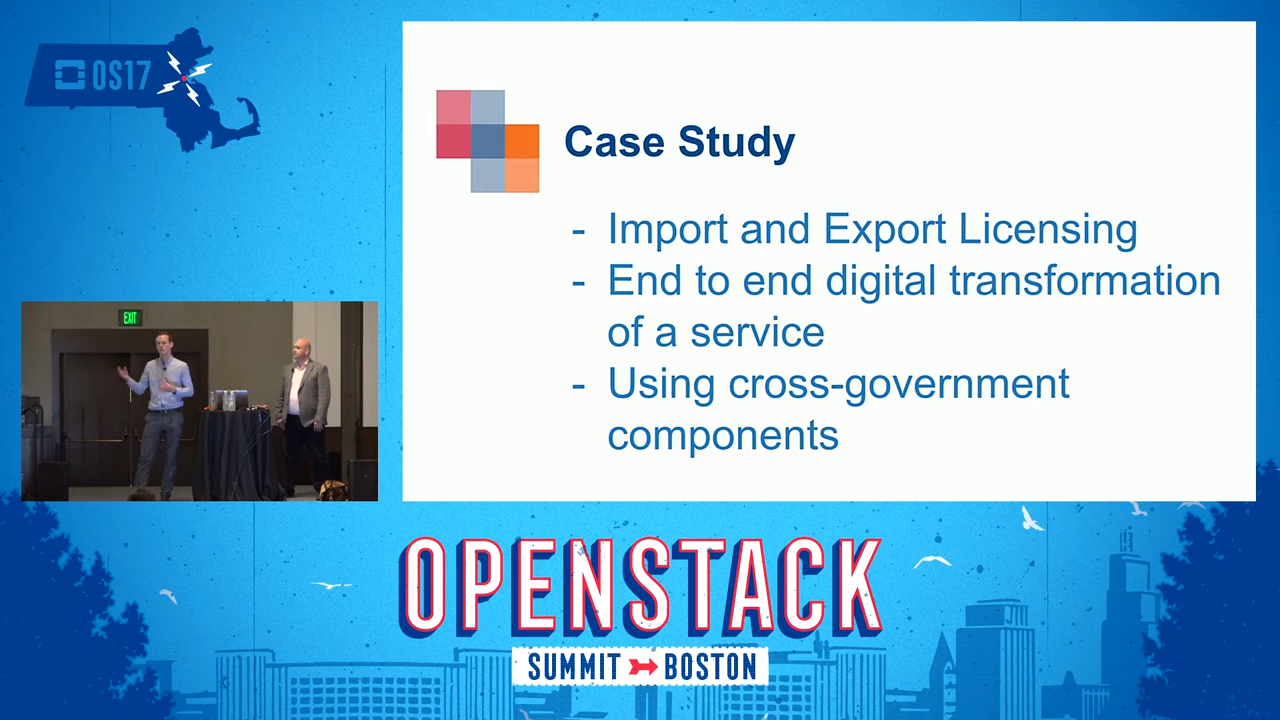 OS17
Case Study
- Import and Export Licensing
- End to end digital transformation
of a service
- Using cross-government
components
EXIT
OPENSTACK
SUMMIT BOSTON